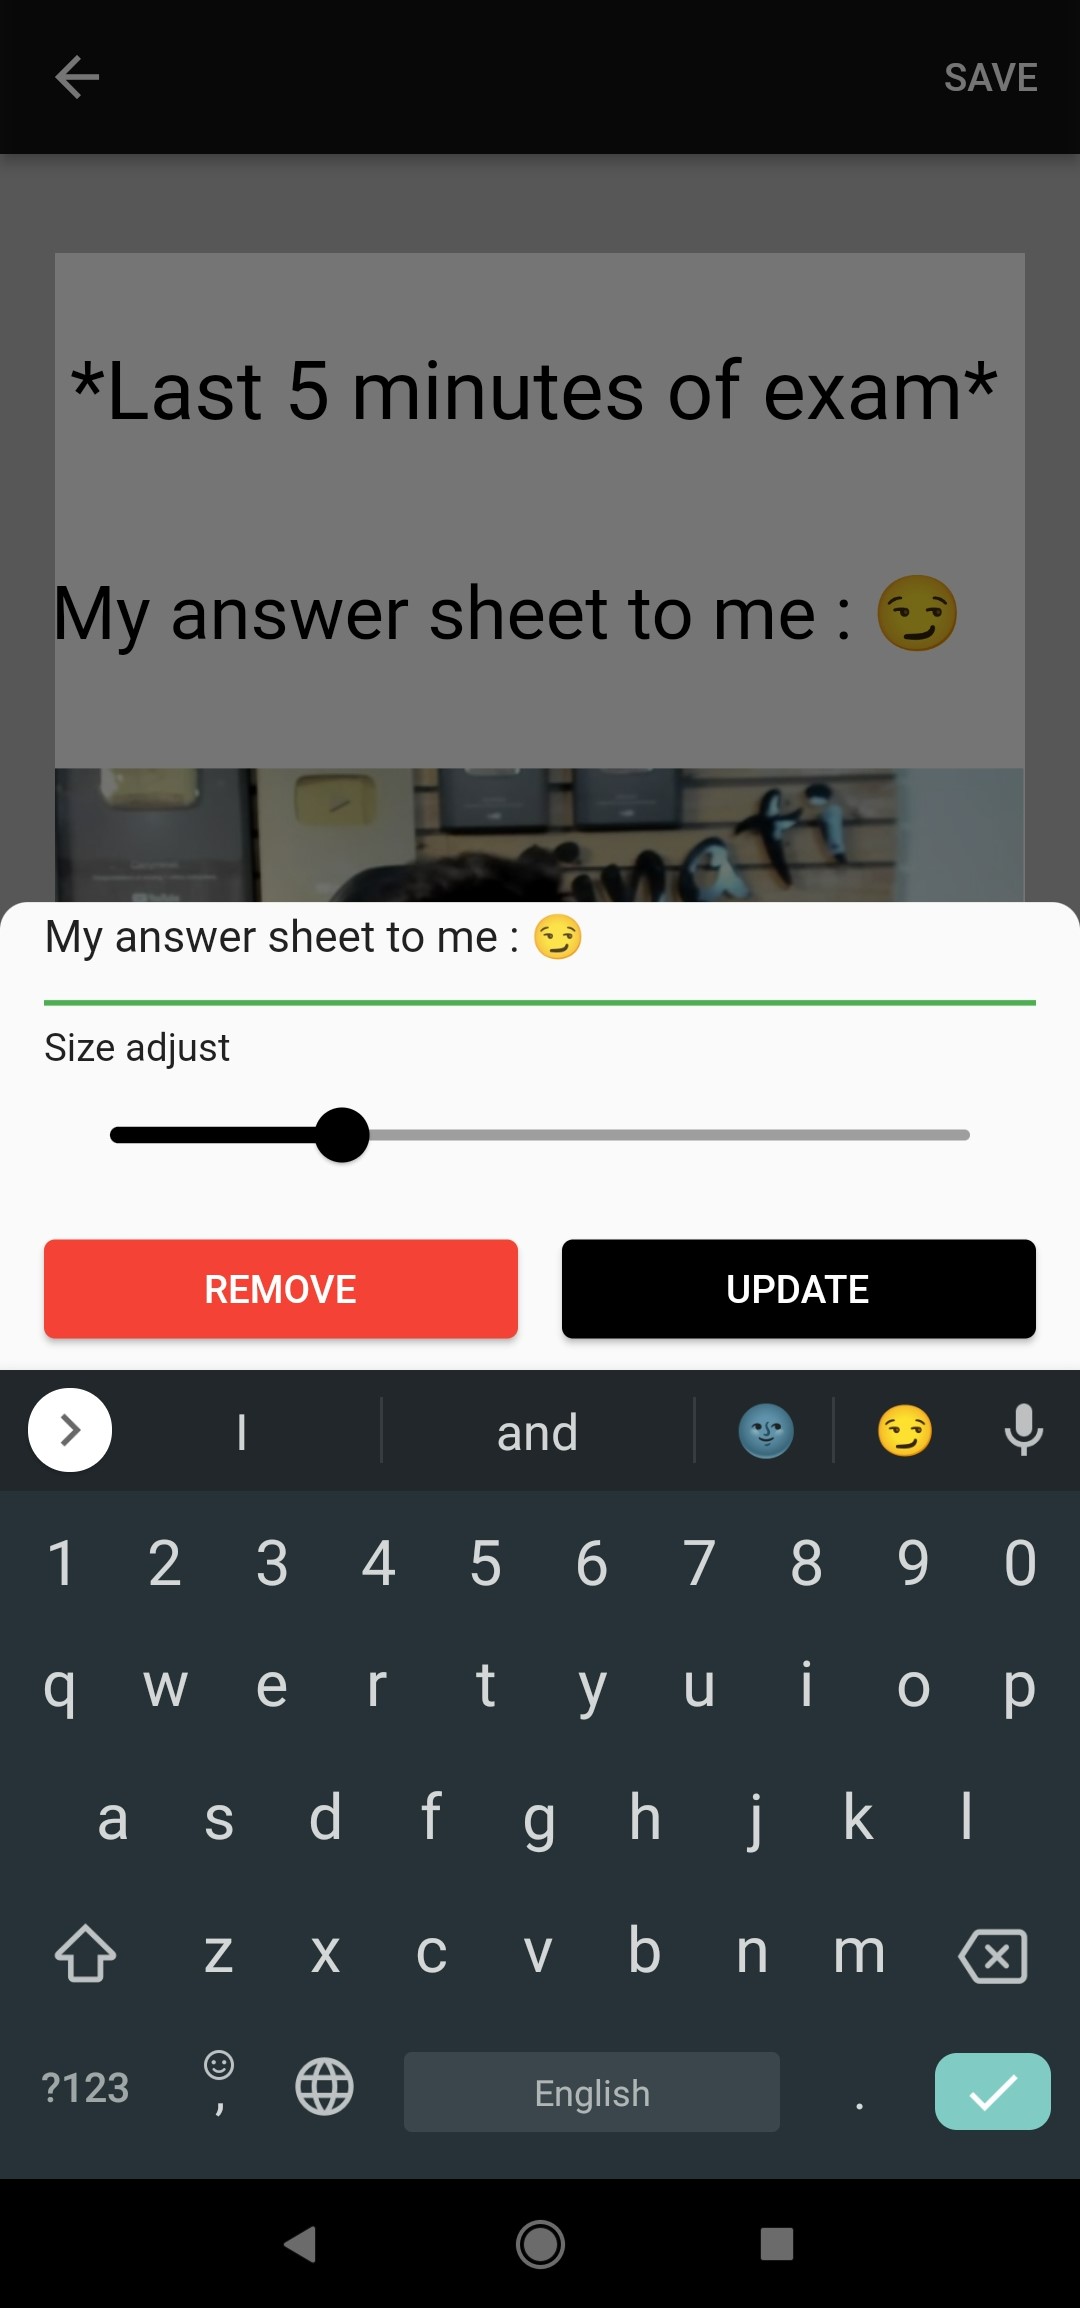 SAVE
*Last 5 minutes of exam*
My answer sheet to me : 😏
My answer sheet to me : 😏
Size adjust
REMOVE
UPDATE
I and 🌚 😏
1 2 3 4 5 6 7 8 9 0
q w e r t y u i o p
a s d f g h j k l
z x c v b n m
?123 , English .